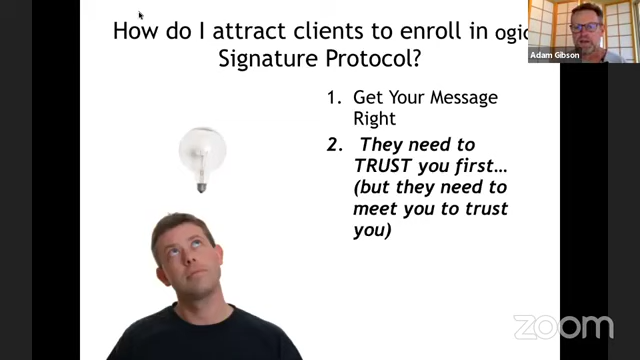 How do I attract clients to enroll in ogic
Signature Protocol?
1. Get Your Message
Right
2. They need to
TRUST you first...
(but they need to
meet you to trust
you)
Adam Gibson
zoom